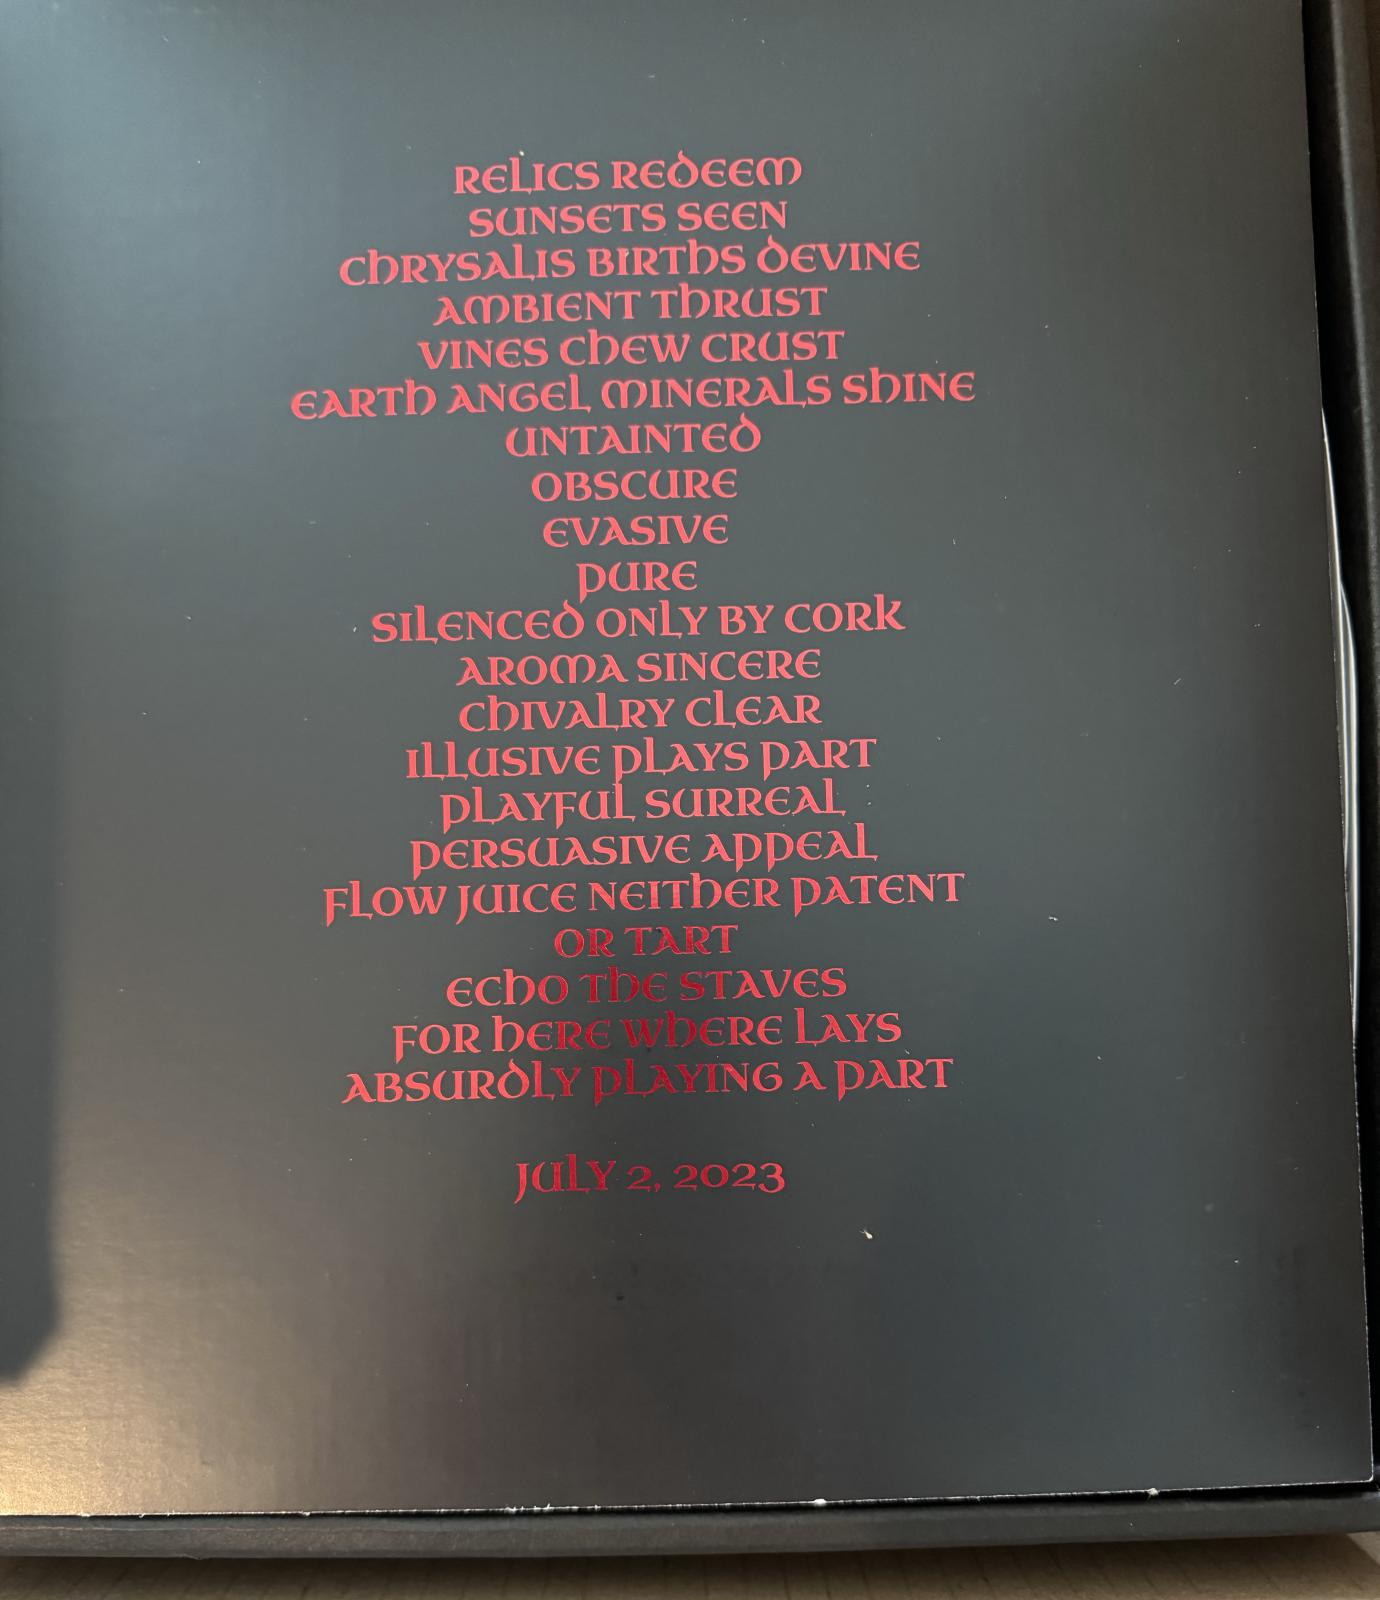 RELICS REDEEM
SUNSETS SEEN
CHRYSALIS BIRTHS DEVINE
AMBIENT THRUST
VINES CHEW CRUST
EARTH ANGEL MINERALS SHINE
UNTAINTED
OBSCURE
EVASIVE
PURE
SILENCED ONLY BY CORK
AROMA SINCERE
CHIVALRY CLEAR
ILLUSIVE PLAYS PART
PLAYFUL SURREAL
PERSUASIVE APPEAL
FLOW JUICE NEITHER PATENT
OR TART
ECHO THE STAVES
FOR HERE WHERE LAYS
ABSURDLY PLAYING A PART
JULY 2, 2023